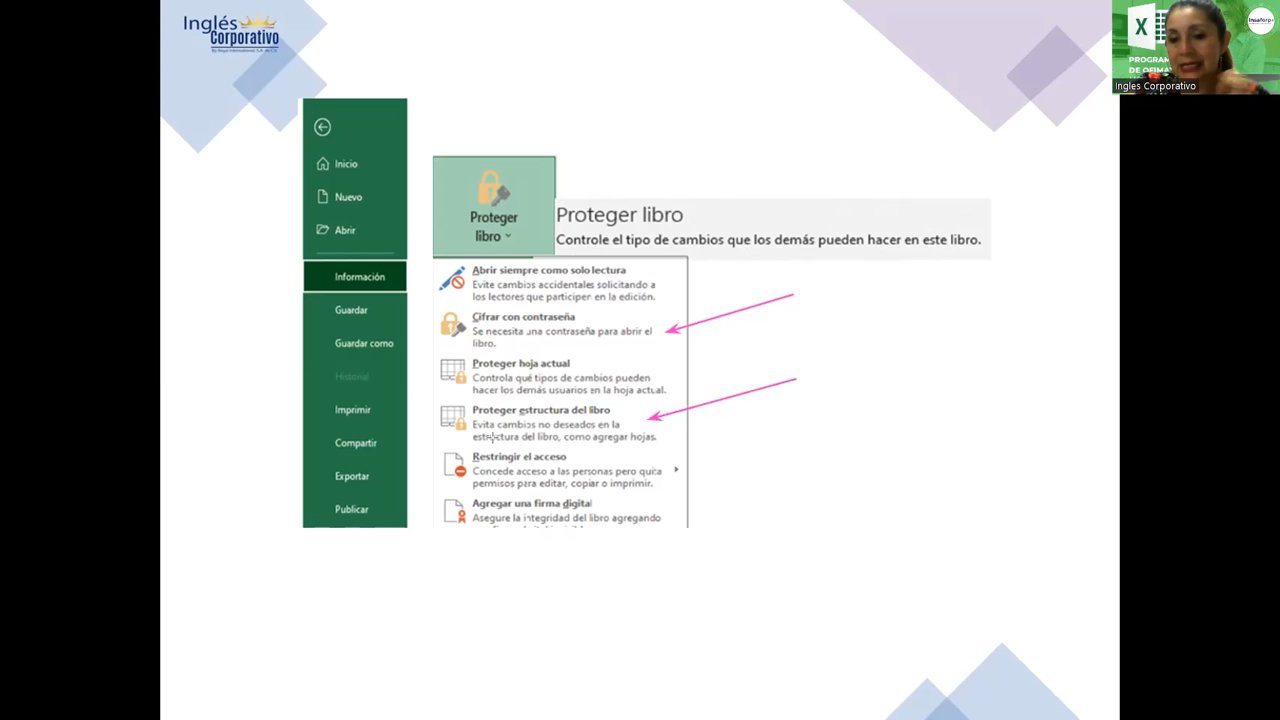 Inglés
Corporativo
Inicio
Nuevo
Abrir
Información
Guardar
Guardar como
Historial
Imprimir
Compartir
Exportar
Publicar
Proteger
libro
Proteger libro
Controle el tipo de cambios que los demás pueden hacer en este libro.
Abrir siempre como solo lectura
Evite cambios accidentales solicitando a
los lectores que participen en la edición.
Cifrar con contraseña
Se necesita una contraseña para abrir el
libro.
Proteger hoja actual
Controla qué tipos de cambios pueden
hacer los demás usuarios en la hoja actual.
Proteger estructura del libro
Evita cambios no deseados en la
estructura del libro, como agregar hojas.
Restringir el acceso
Concede acceso a las personas pero quita
permisos para editar, copiar o imprimir.
Agregar una firma digital
Asegure la integridad del libro agregando
X
Ingles Corporativo